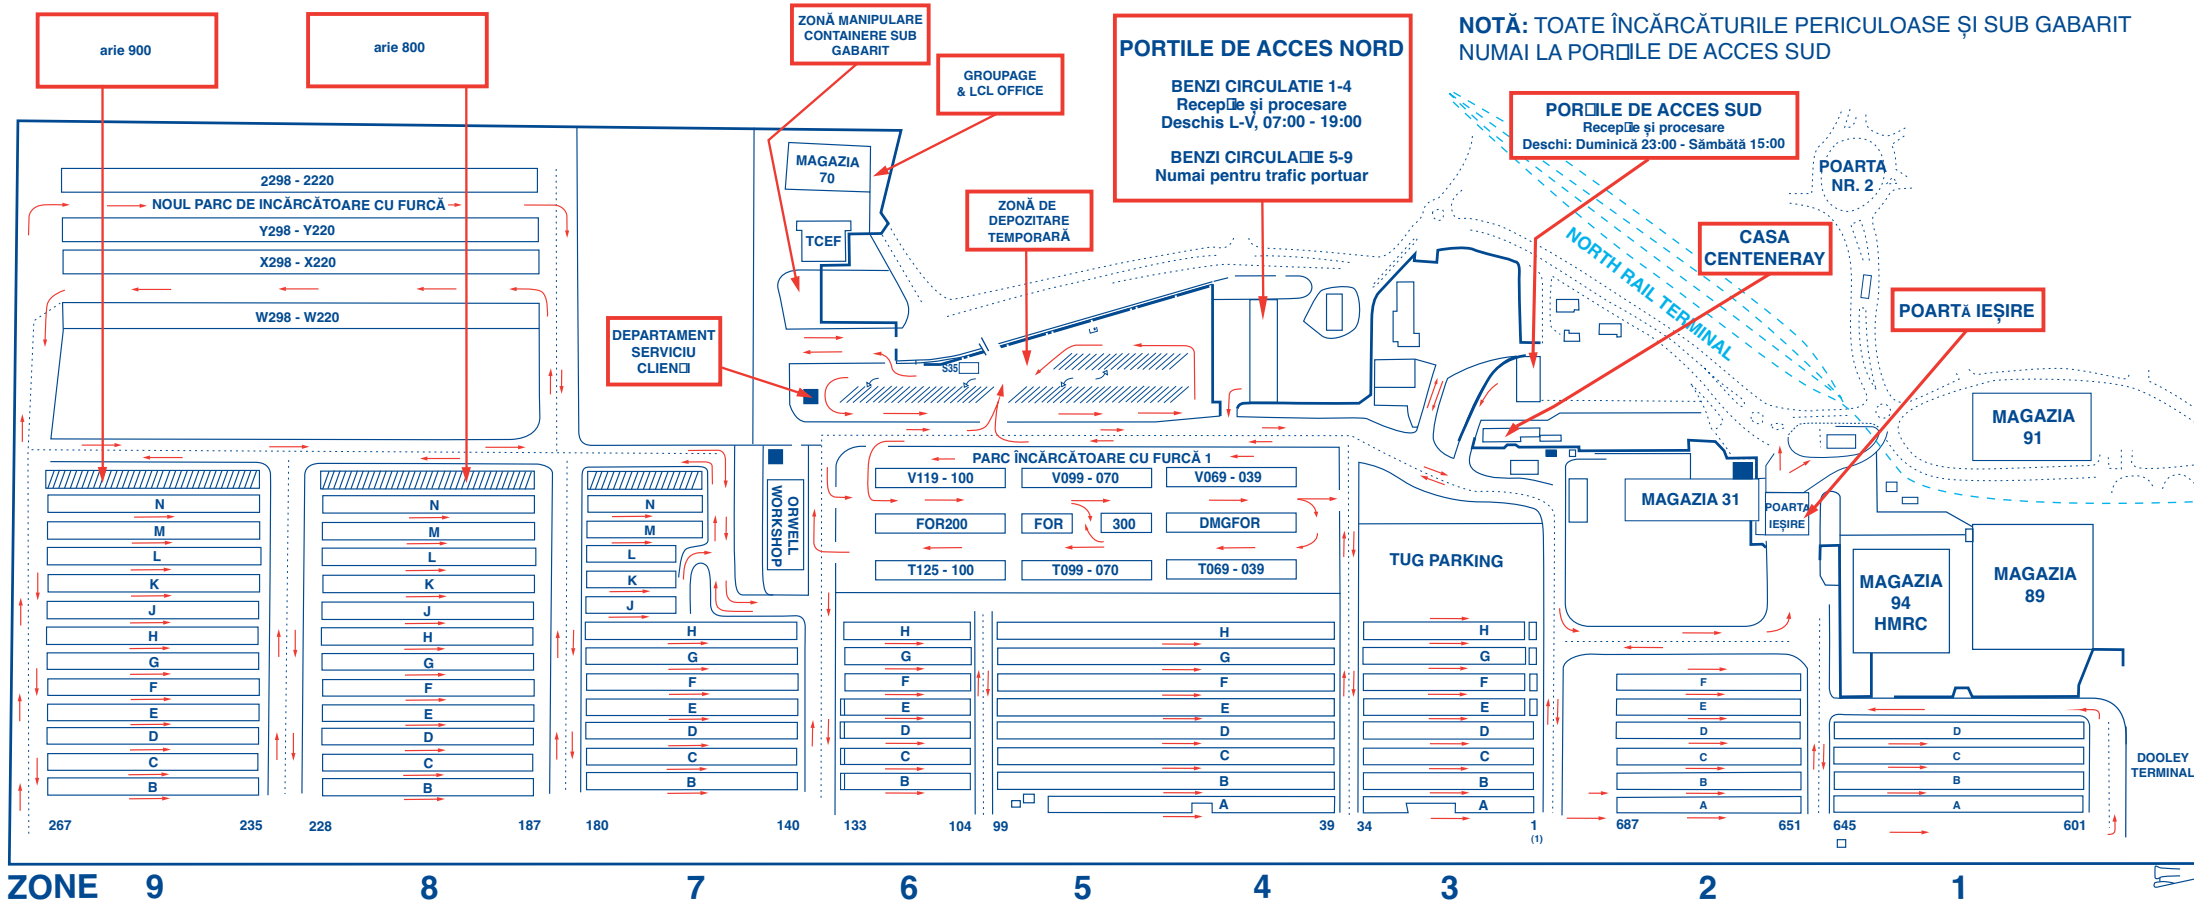 arie 900
arie 800
ZONĂ MANIPULARE
CONTAINERE SUB
GABARIT
GROUPAGE
& LCL OFFICE
PORTILE DE ACCES NORD
BENZI CIRCULATIE 1-4
Recep□ie și procesare
Deschis L-V, 07:00 - 19:00
BENZI CIRCULA□IE 5-9
Numai pentru trafic portuar
NOTĂ: TOATE ÎNCĂRCĂTURILE PERICULOASE ȘI SUB GABARIT
NUMAI LA POR□ILE DE ACCES SUD
POR□ILE DE ACCES SUD
Recep□ie și procesare
Deschi: Duminică 23:00 - Sămbătă 15:00
POARTA
NR. 2
MAGAZIA
70
TCEF
ZONĂ DE
DEPOZITARE
TEMPORARĂ
CASA
CENTENERAY
NORTH RAIL TERMINAL
POARTĂ IEȘIRE
2298 - 2220
NOUL PARC DE INCĂRCĂTOARE CU FURCĂ
Y298 - Y220
X298 - X220
W298 - W220
DEPARTAMENT
SERVICIU
CLIEN□I
S35
MAGAZIA
91
PARC ÎNCĂRCĂTOARE CU FURCĂ 1
V119 - 100
V099 - 070
V069 - 039
FOR200
FOR
300
DMGFOR
T125 - 100
T099 - 070
T069 - 039
ORWELL
WORKSHOP
TUG PARKING
MAGAZIA 31
POARTA
IEȘIRE
MAGAZIA
94
HMRC
MAGAZIA
89
N
M
L
K
J
H
G
F
E
D
C
B
N
M
L
K
J
H
G
F
E
D
C
B
N
M
L
K
J
H
G
F
E
D
C
B
H
G
F
E
D
C
B
H
G
F
E
D
C
B
A
H
G
F
E
D
C
B
A
F
E
D
C
B
A
D
C
B
A
DOOLEY
TERMINAL
267
235
228
187
180
140
133
104
99
39
34
1
(1)
687
651
645
601
ZONE 9 8 7 6 5 4 3 2 1